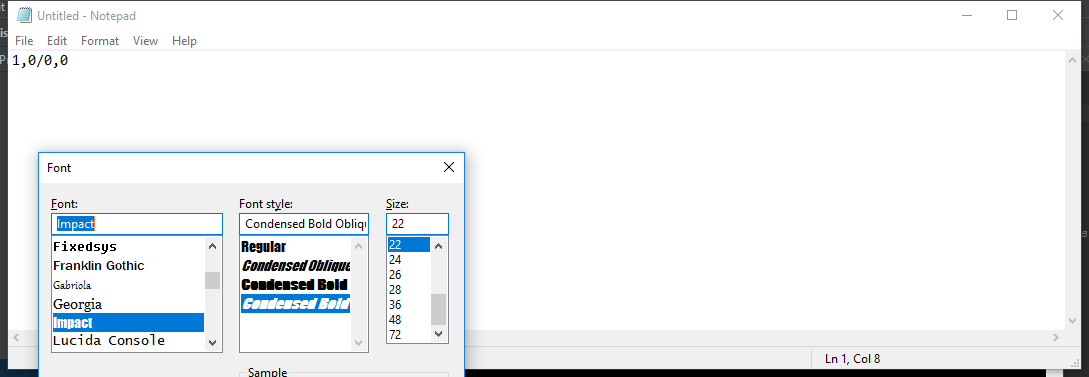 Untitled - Notepad
File Edit Format View Help
1,0/0,0
Font
Font: Font style: Size:
Impact Condensed Bold Obliqu 22
Fixedsys Regular 22
Franklin Gothic Condensed Oblique 24
Gabriola Condensed Bold 26
Georgia Condensed Bold 28
Impact 36
Lucida Console 48
72
Sample
Ln 1, Col 8